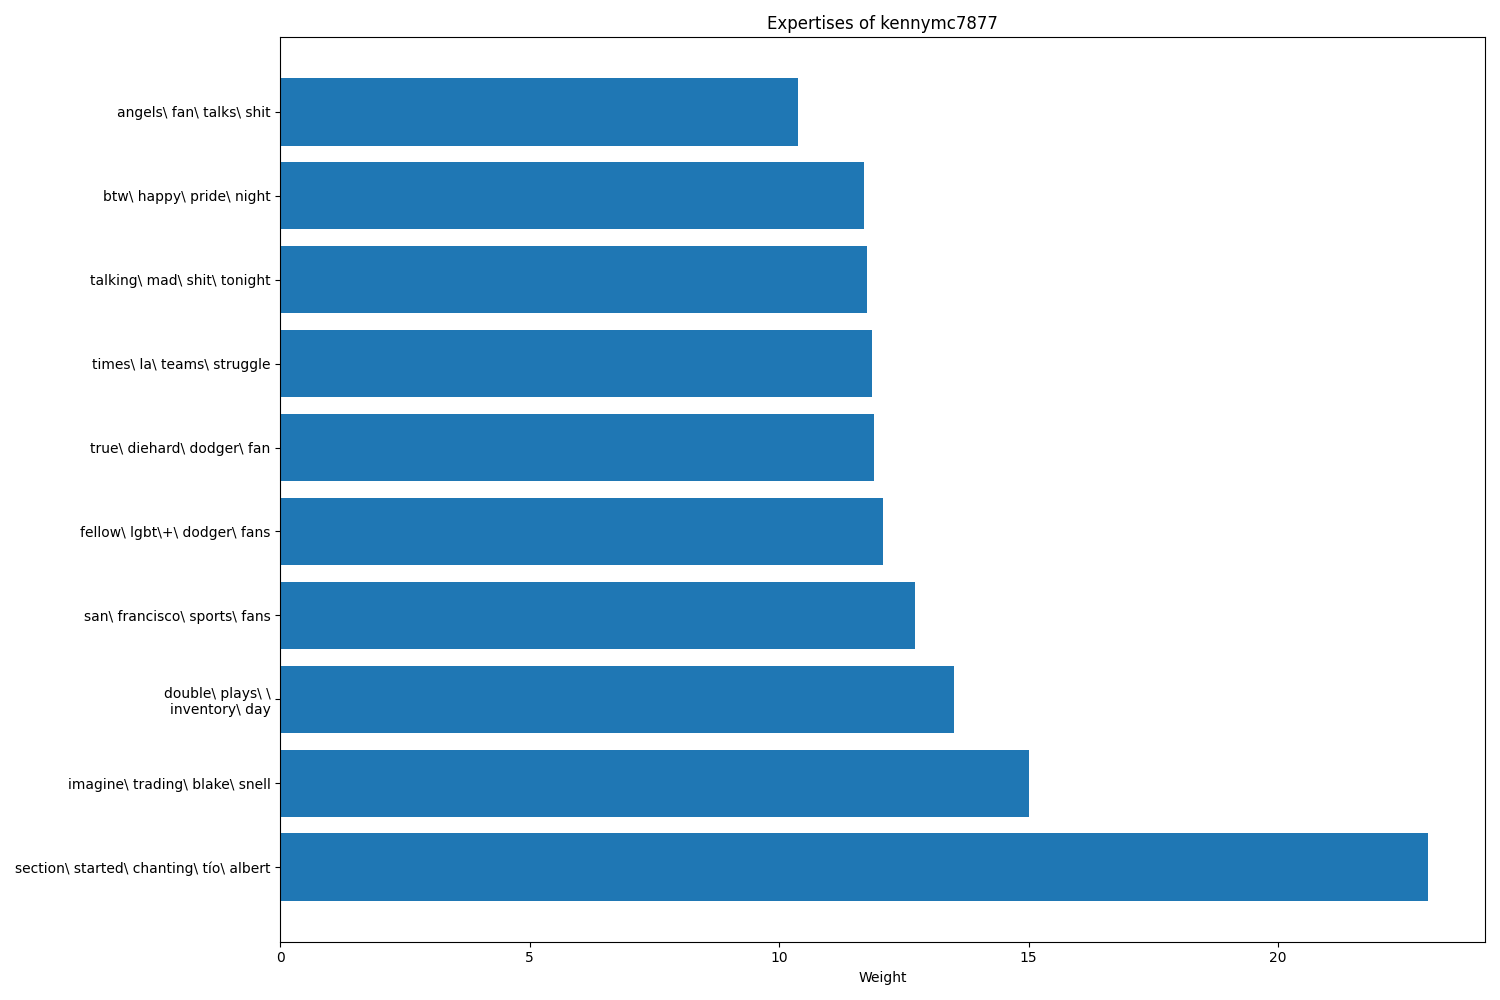 Expertises of kennymc7877
angels\ fan\ talks\ shit
btw\ happy\ pride\ night
talking\ mad\ shit\ tonight
times\ la\ teams\ struggle
true\ diehard\ dodger\ fan
fellow\ lgbt\+\ dodger\ fans
san\ francisco\ sports\ fans
double\ plays\ \
inventory\ day
imagine\ trading\ blake\ snell
section\ started\ chanting\ tío\ albert
0 5 10 15 20
Weight